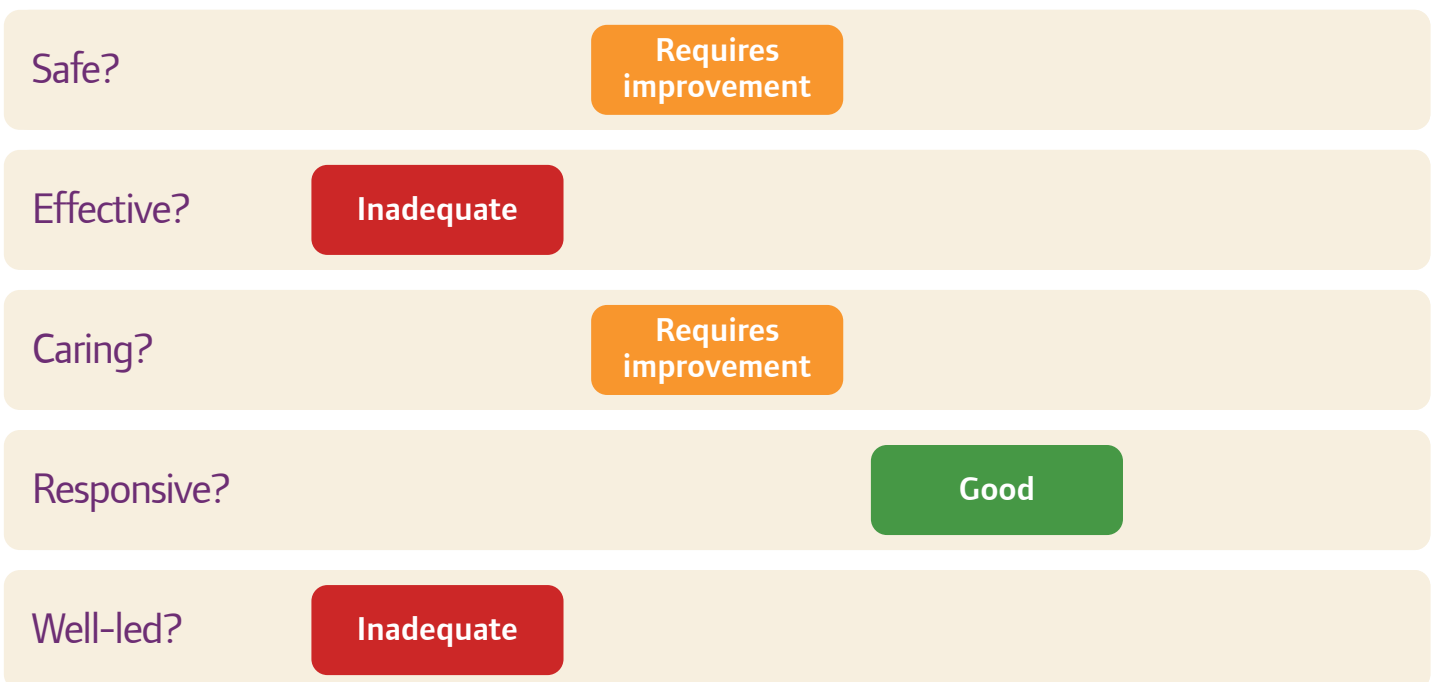 Safe?
Requires
improvement
Effective?
Inadequate
Caring?
Requires
improvement
Responsive?
Good
Well-led?
Inadequate